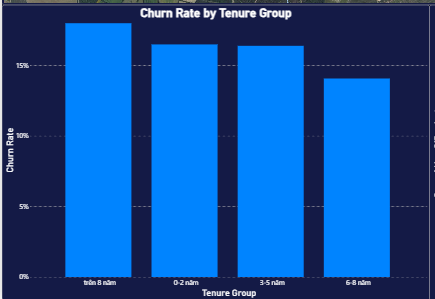 Churn Rate by Tenure Group
Churn Rate
15%
10%
5%
0%
trên 8 năm
0-2 năm
3-5 năm
6-8 năm
Tenure Group